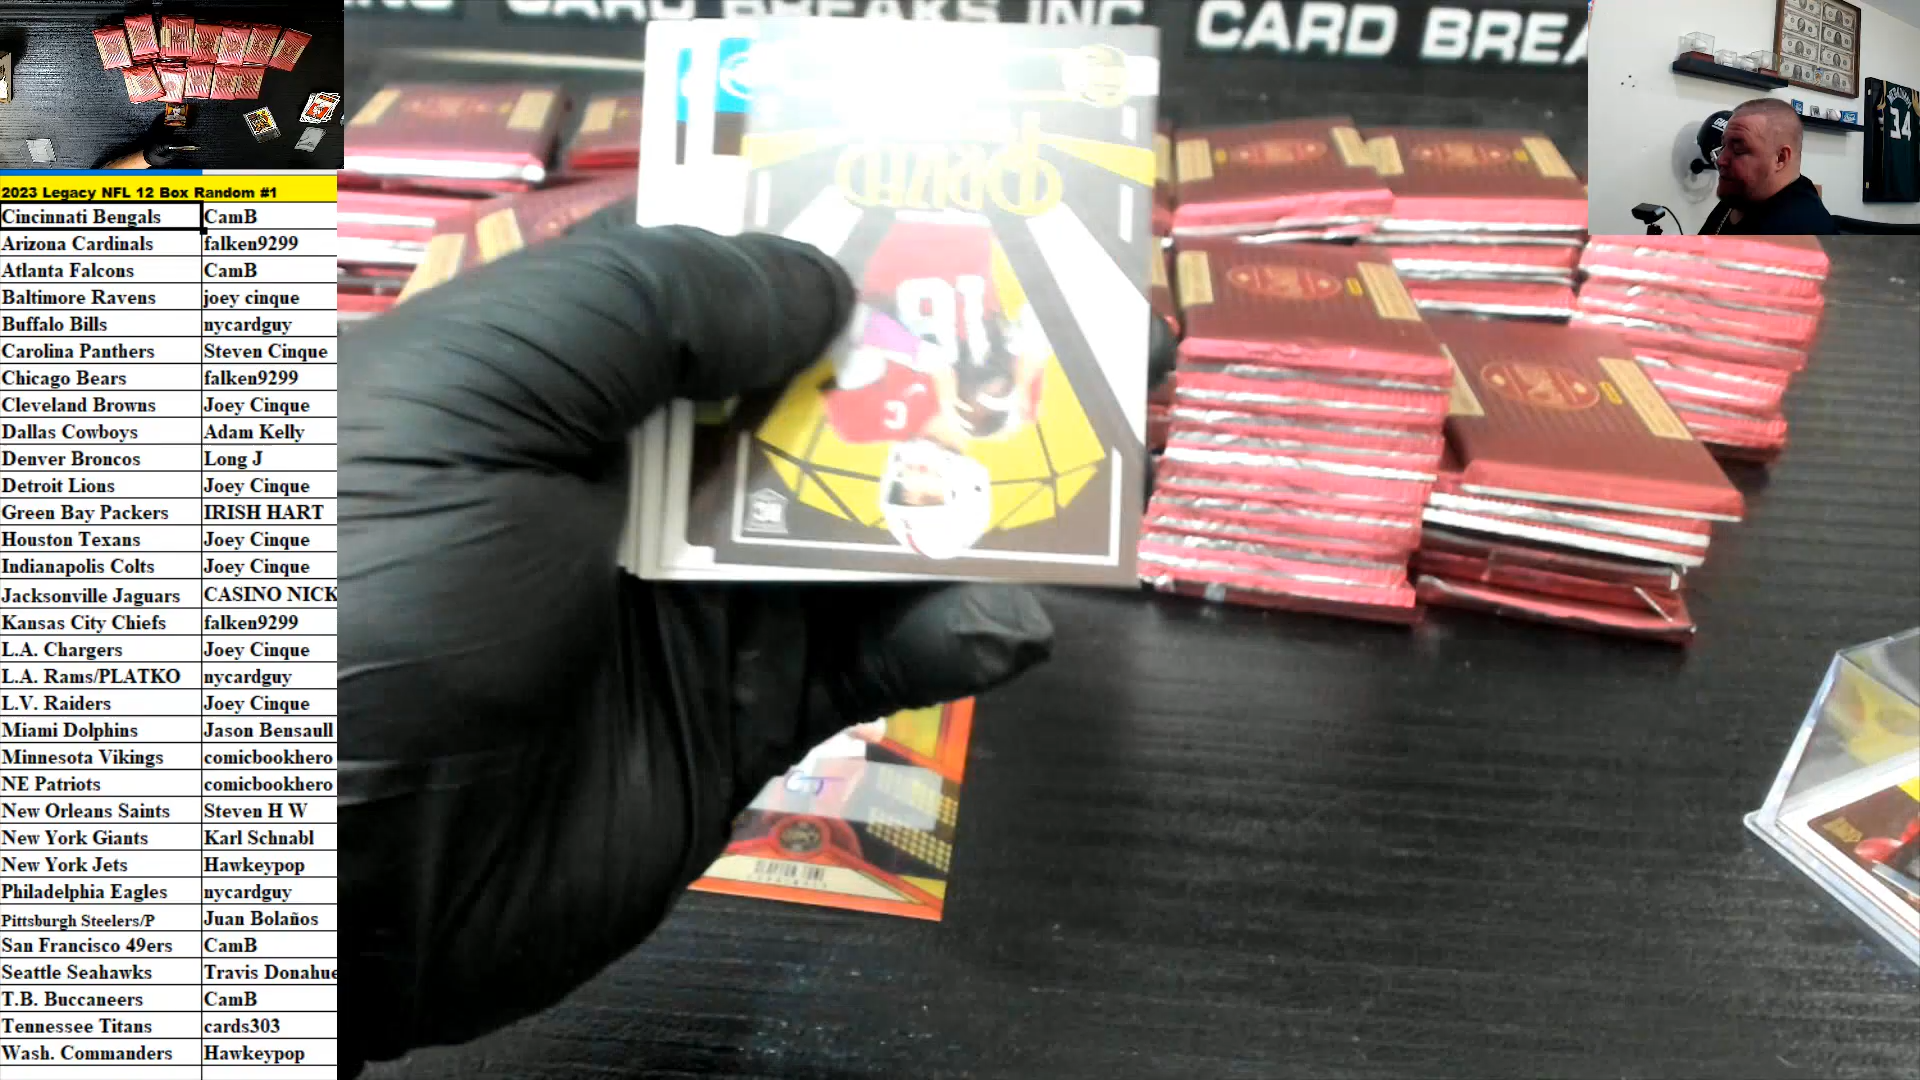 CARD BREAKS INC
CARD BREA
34
2023 Legacy NFL 12 Box Random #1
Cincinnati Bengals CamB
Arizona Cardinals falken9299
Atlanta Falcons CamB
Baltimore Ravens joey cinque
Buffalo Bills nycardguy
Carolina Panthers Steven Cinque
Chicago Bears falken9299
Cleveland Browns Joey Cinque
Dallas Cowboys Adam Kelly
Denver Broncos Long J
Detroit Lions Joey Cinque
Green Bay Packers IRISH HART
Houston Texans Joey Cinque
Indianapolis Colts Joey Cinque
Jacksonville Jaguars CASINO NICK
Kansas City Chiefs falken9299
L.A. Chargers Joey Cinque
L.A. Rams/PLATKO nycardguy
L.V. Raiders Joey Cinque
Miami Dolphins Jason Bensaull
Minnesota Vikings comicbookhero
NE Patriots comicbookhero
New Orleans Saints Steven H W
New York Giants Karl Schnabl
New York Jets Hawkeypop
Philadelphia Eagles nycardguy
Pittsburgh Steelers/P Juan Bolaños
San Francisco 49ers CamB
Seattle Seahawks Travis Donahue
T.B. Buccaneers CamB
Tennessee Titans cards303
Wash. Commanders Hawkeypop
CLAYTON TUNE